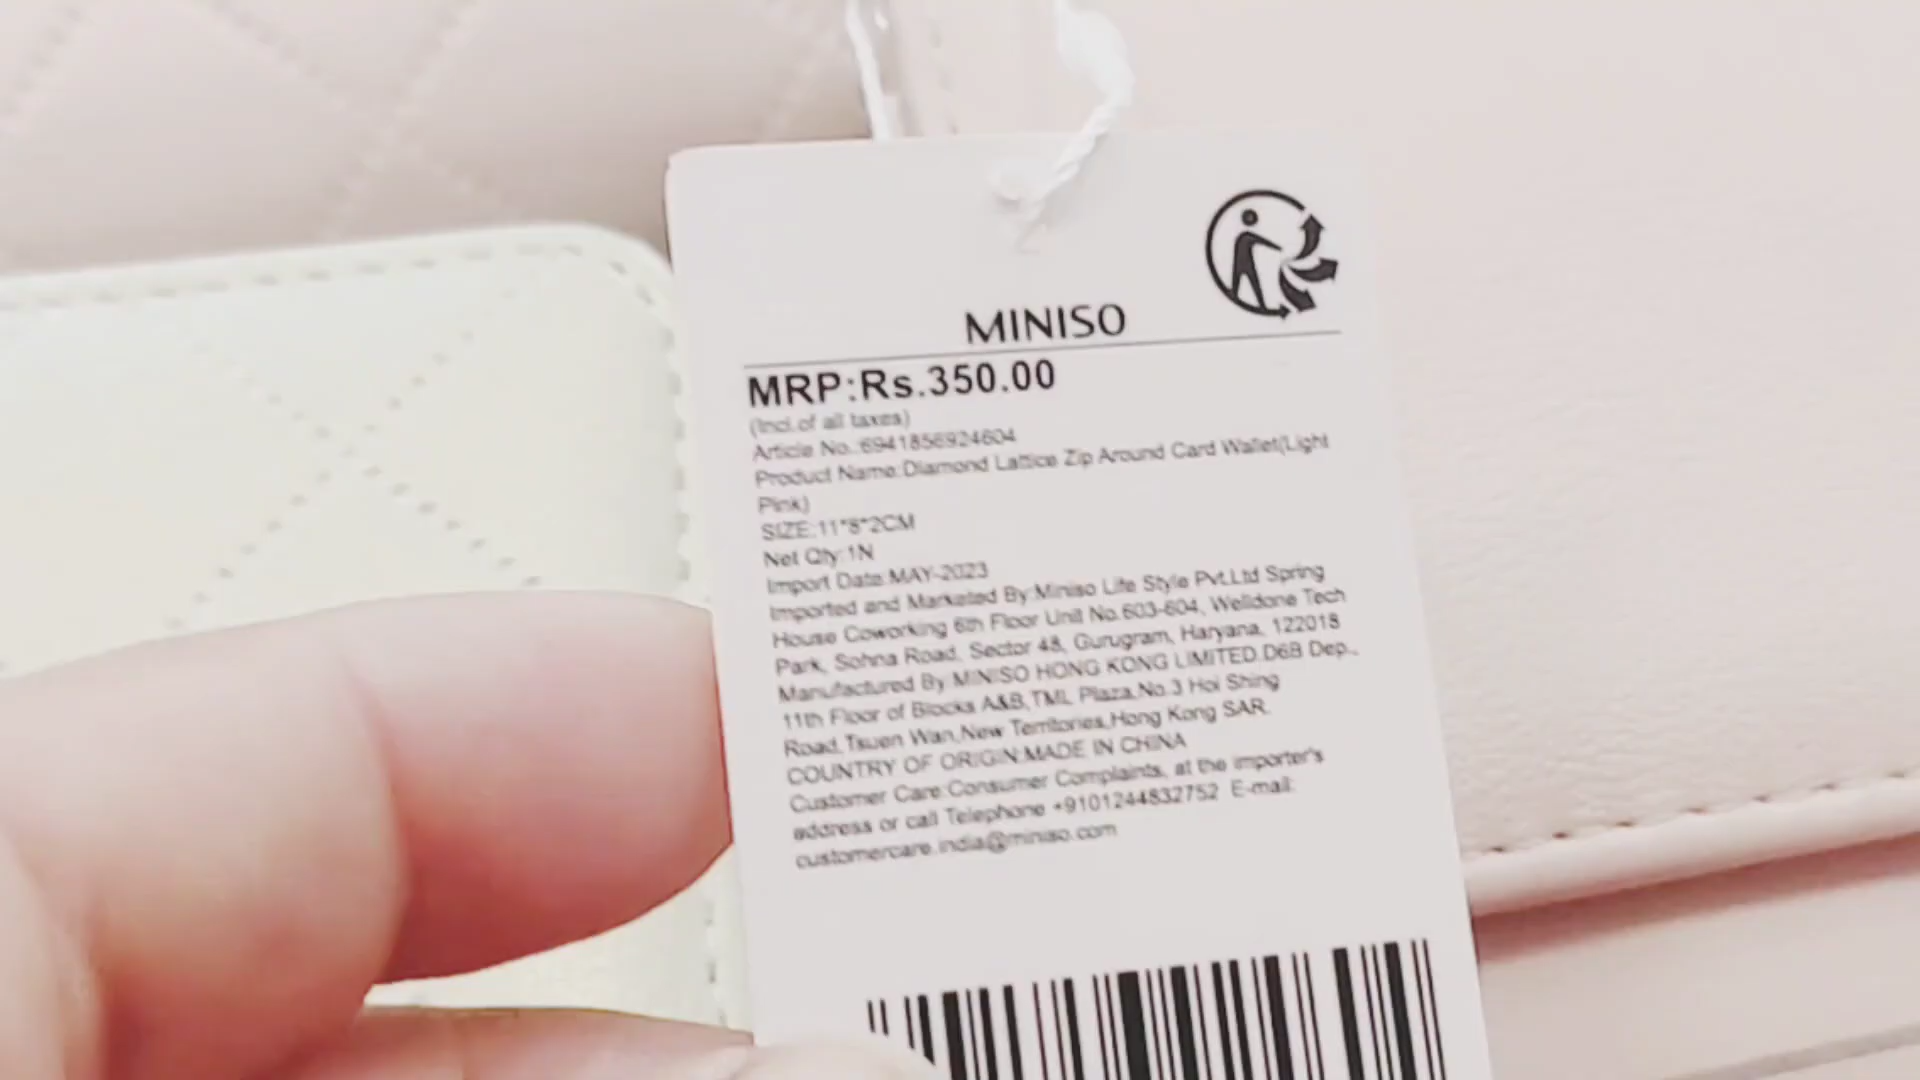 MINISO
MRP:Rs.350.00
(Incl.of all taxes)
Article No.:6941856924604
Product Name:Diamond Lattice Zip Around Card Wallet(Light
Pink)
SIZE:11*8*2CM
Net Qty:1N
Import Date:MAY-2023
Imported and Marketed By:Miniso Life Style Pvt.Ltd Spring
House Coworking 6th Floor Unit No.603-604, Welldone Tech
Park, Sohna Road, Sector 48, Gurugram, Haryana, 122018
Manufactured By:MINISO HONG KONG LIMITED.D6B Dep.,
11th Floor of Blocks A&B,TML Plaza,No.3 Hoi Shing
Road,Tsuen Wan,New Territories,Hong Kong SAR.
COUNTRY OF ORIGIN:MADE IN CHINA
Customer Care:Consumer Complaints, at the importer's
address or call Telephone +9101244832752 E-mail:
customercare.india@miniso.com